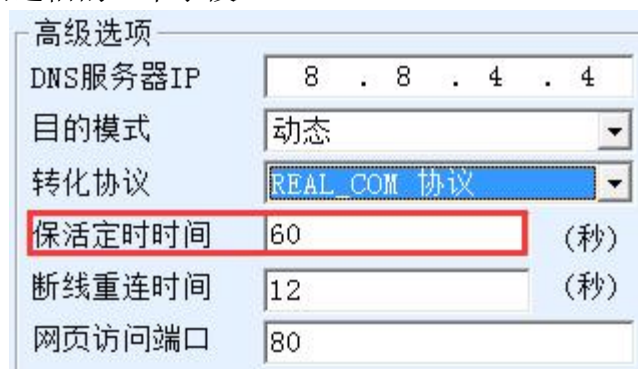 高级选项
DNS服务器IP 8 . 8 . 4 . 4
目的模式 动态
转化协议 REAL_COM 协议
保活定时时间 60 (秒)
断线重连时间 12 (秒)
网页访问端口 80